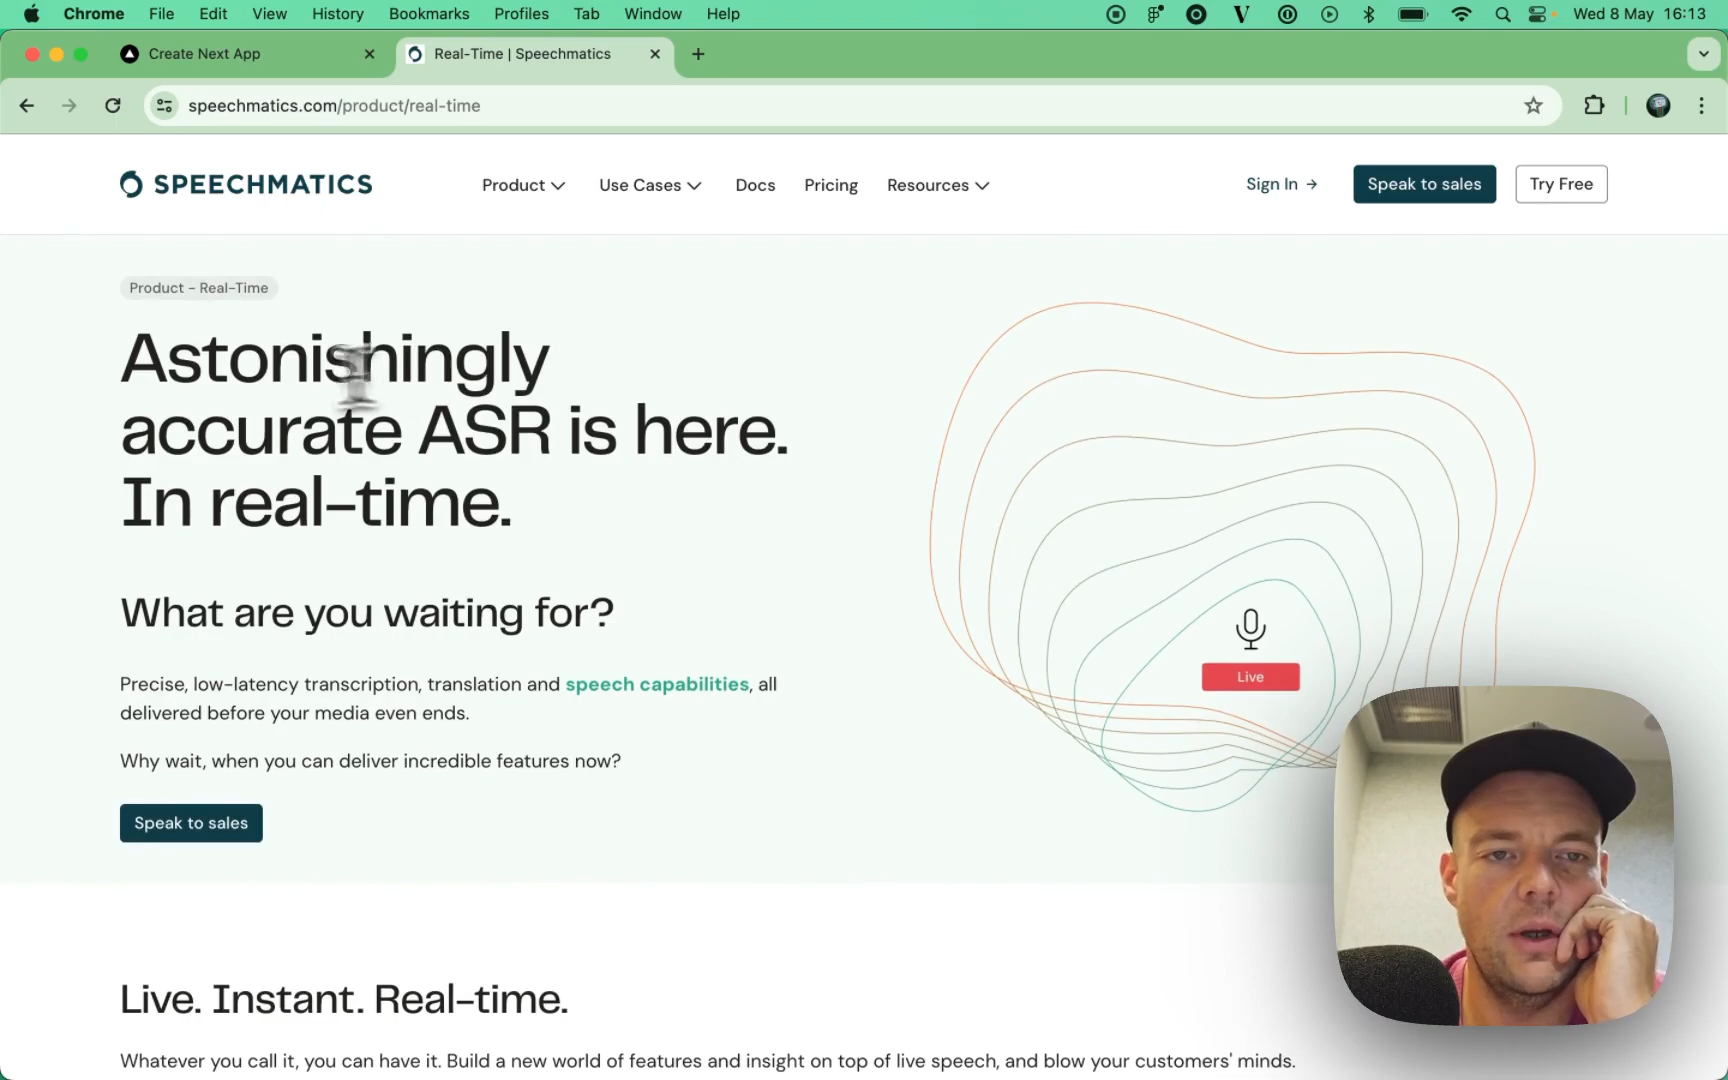 Chrome File Edit View History Bookmarks Profiles Tab Window Help Wed 8 May 16:13
Create Next App Real-Time | Speechmatics
speechmatics.com/product/real-time
SPEECHMATICS Product Use Cases Docs Pricing Resources Sign In → Speak to sales Try Free
Product - Real-Time
Astonishingly
accurate ASR is here.
In real-time.
What are you waiting for?
Precise, low-latency transcription, translation and speech capabilities, all
delivered before your media even ends.
Why wait, when you can deliver incredible features now?
Speak to sales
Live
Live. Instant. Real-time.
Whatever you call it, you can have it. Build a new world of features and insight on top of live speech, and blow your customers' minds.